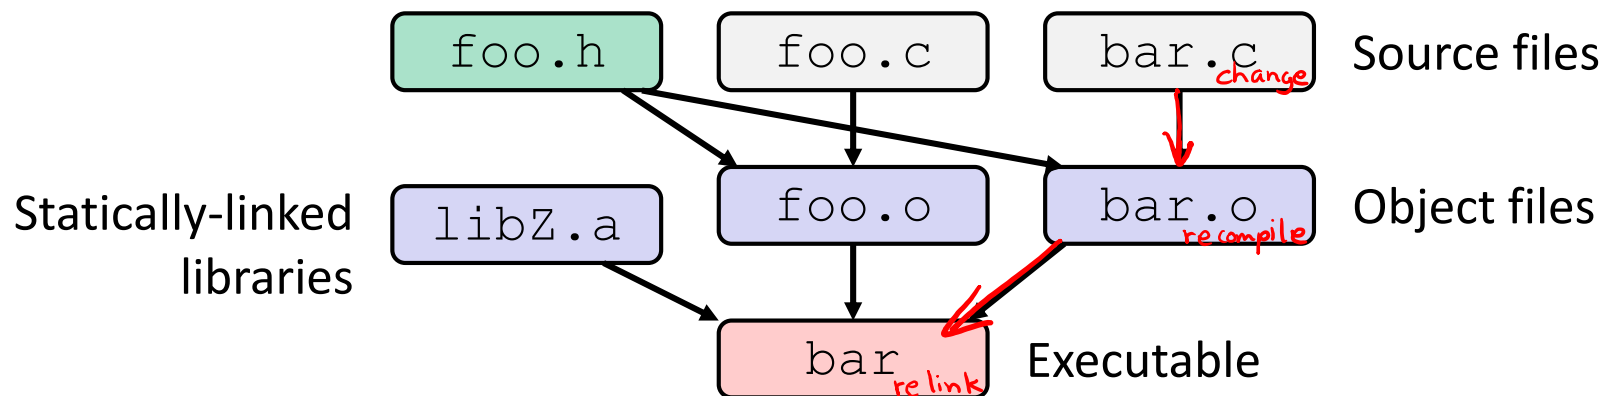 foo.h foo.c bar.c Source files
change
Statically-linked
libraries
libZ.a foo.o bar.o Object files
recompile
bar Executable
relink